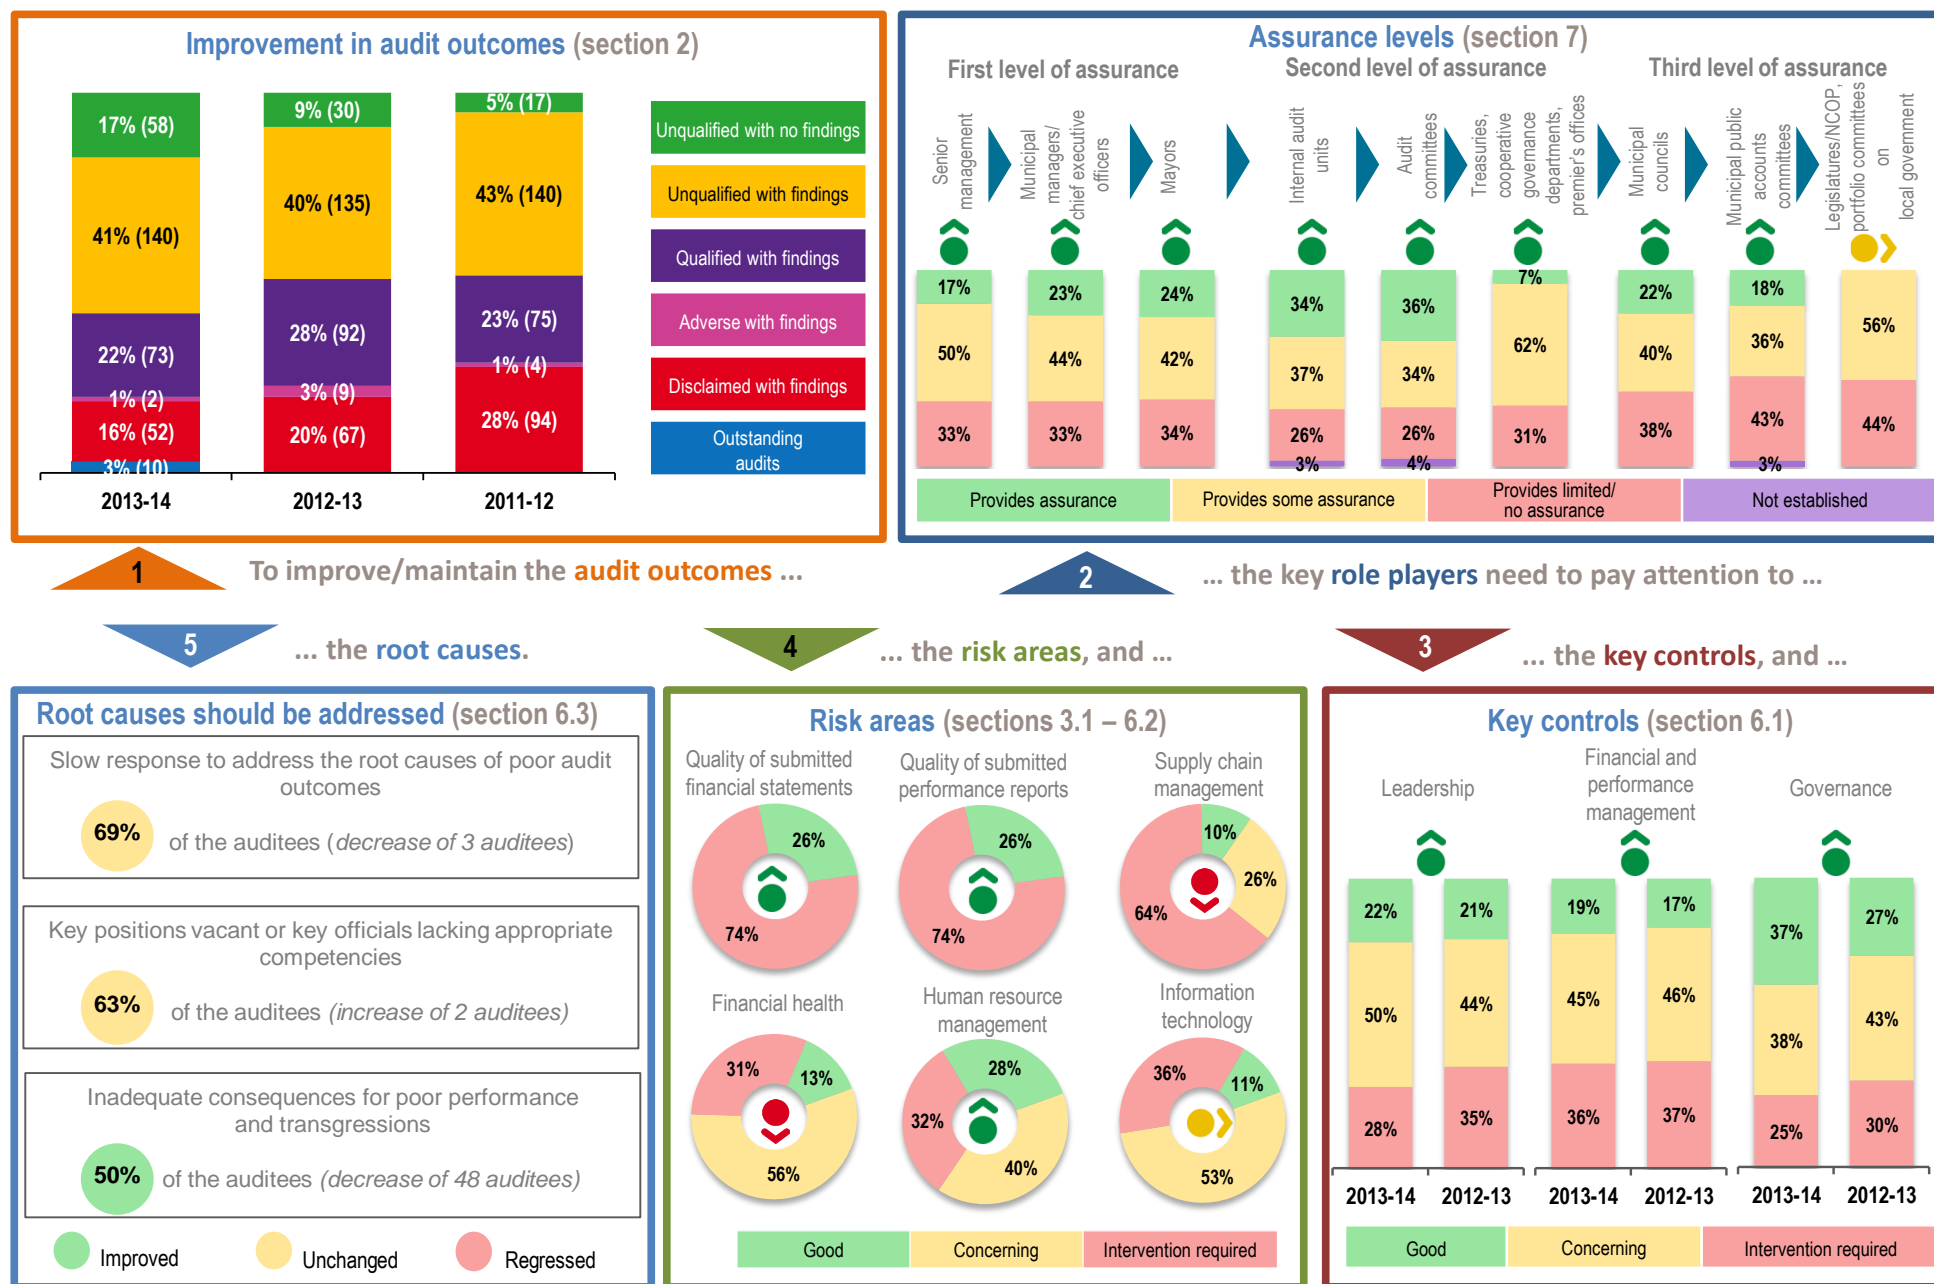 Improvement in audit outcomes (section 2)
17% (58)
9% (30)
5% (17)
41% (140)
40% (135)
43% (140)
22% (73)
28% (92)
23% (75)
1% (2)
3% (9)
1% (4)
16% (52)
20% (67)
28% (94)
3% (10)
2013-14
2012-13
2011-12
Unqualified with no findings
Unqualified with findings
Qualified with findings
Adverse with findings
Disclaimed with findings
Outstanding
audits
Assurance levels (section 7)
First level of assurance
Second level of assurance
Third level of assurance
Senior
management
Municipal
managers/
chief executive
officers
Mayors
Internal audit
units
Audit
committees
Treasuries,
cooperative
governance
departments,
premier's offices
Municipal
councils
Municipal public
accounts
committees
Legislatures/NCOP,
portfolio committees
on
local government
17%
50%
33%
23%
44%
33%
24%
42%
34%
34%
37%
26%
3%
36%
34%
26%
4%
7%
62%
31%
22%
40%
38%
18%
36%
43%
3%
56%
44%
Provides assurance
Provides some assurance
Provides limited/
no assurance
Not established
1
To improve/maintain the audit outcomes ...
2
... the key role players need to pay attention to ...
5
... the root causes.
4
... the risk areas, and ...
3
... the key controls, and ...
Root causes should be addressed (section 6.3)
Slow response to address the root causes of poor audit
outcomes
69%
of the auditees (decrease of 3 auditees)
Key positions vacant or key officials lacking appropriate
competencies
63%
of the auditees (increase of 2 auditees)
Inadequate consequences for poor performance
and transgressions
50%
of the auditees (decrease of 48 auditees)
Improved
Unchanged
Regressed
Risk areas (sections 3.1 – 6.2)
Quality of submitted
financial statements
26%
74%
Quality of submitted
performance reports
26%
74%
Supply chain
management
10%
26%
64%
Financial health
31%
13%
56%
Human resource
management
28%
32%
40%
Information
technology
36%
11%
53%
Good
Concerning
Intervention required
Key controls (section 6.1)
Leadership
Financial and
performance
management
Governance
22%
50%
28%
21%
44%
35%
19%
45%
36%
17%
46%
37%
37%
38%
25%
27%
43%
30%
2013-14
2012-13
2013-14
2012-13
2013-14
2012-13
Good
Concerning
Intervention required